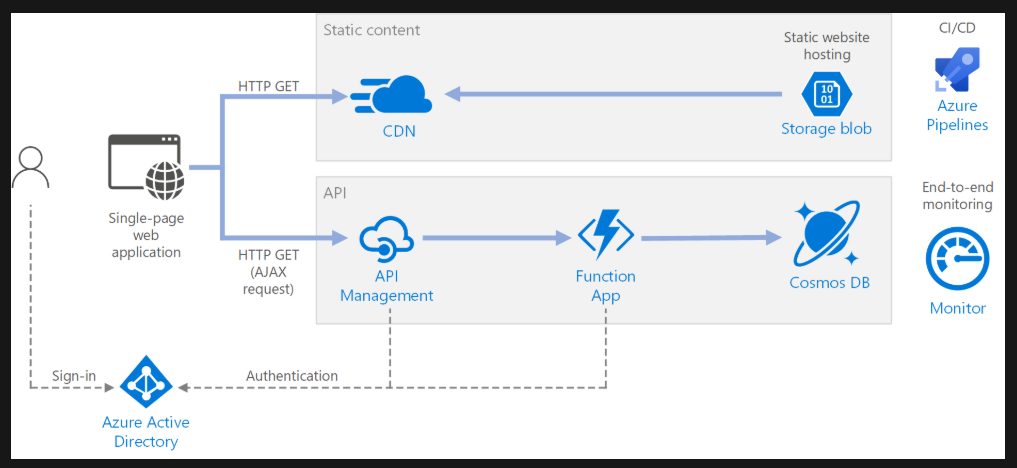 Static content
Static website
hosting
CI/CD
HTTP GET
10
01
CDN
Storage blob
Azure
Pipelines
API
End-to-end
monitoring
Single-page
web
application
HTTP GET
(AJAX
request)
API
Management
Function
App
Cosmos DB
Monitor
Sign-in
Authentication
Azure Active
Directory